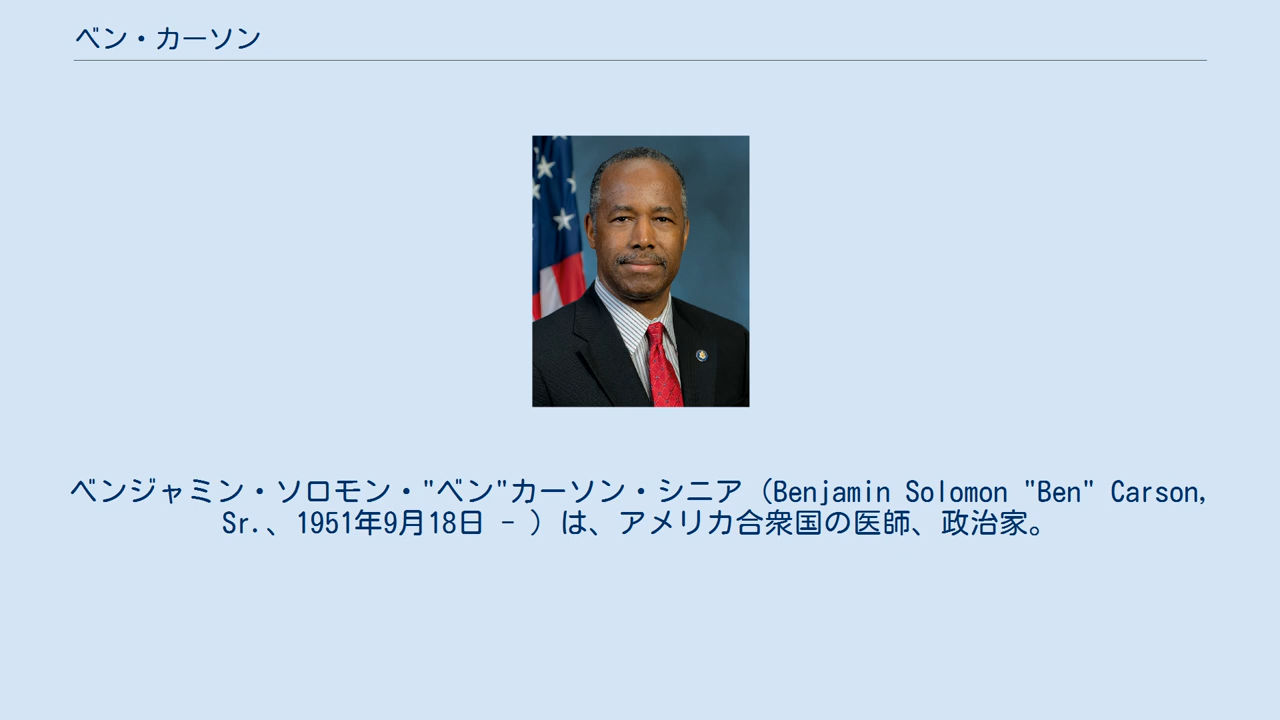 ベン・カーソン
ベンジャミン・ソロモン・"ベン"カーソン・シニア（Benjamin Solomon "Ben" Carson,
Sr.、1951年9月18日 - ）は、アメリカ合衆国の医師、政治家。